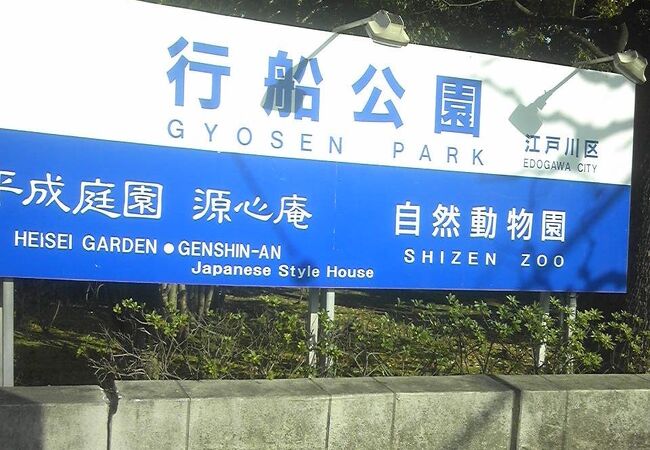 行船公園
GYOSEN PARK
江戸川区
EDOGAWA CITY
平成庭園 源心庵
HEISEI GARDEN ● GENSHIN-AN
Japanese Style House
自然動物園
SHIZEN ZOO